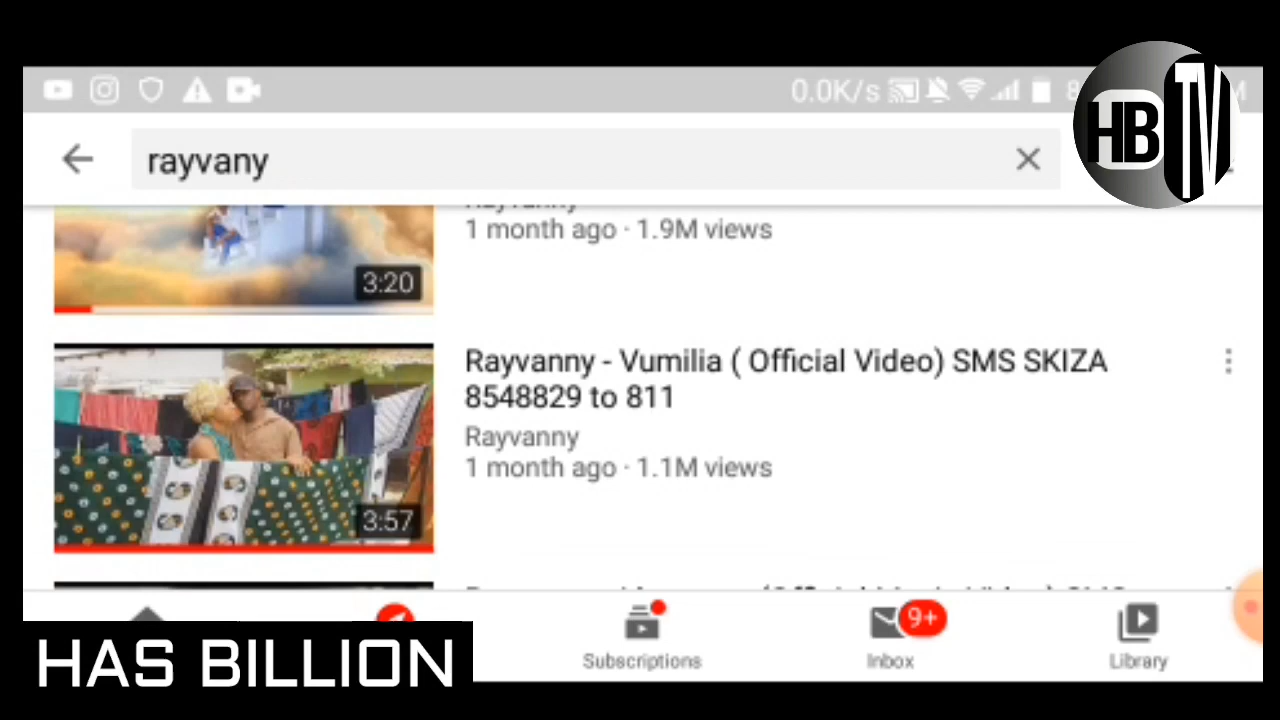 0.0K/s
HB TV
rayvany
1 month ago · 1.9M views
3:20
Rayvanny - Vumilia ( Official Video) SMS SKIZA
8548829 to 811
Rayvanny
1 month ago · 1.1M views
3:57
9+
Subscriptions
Inbox
Library
HAS BILLION